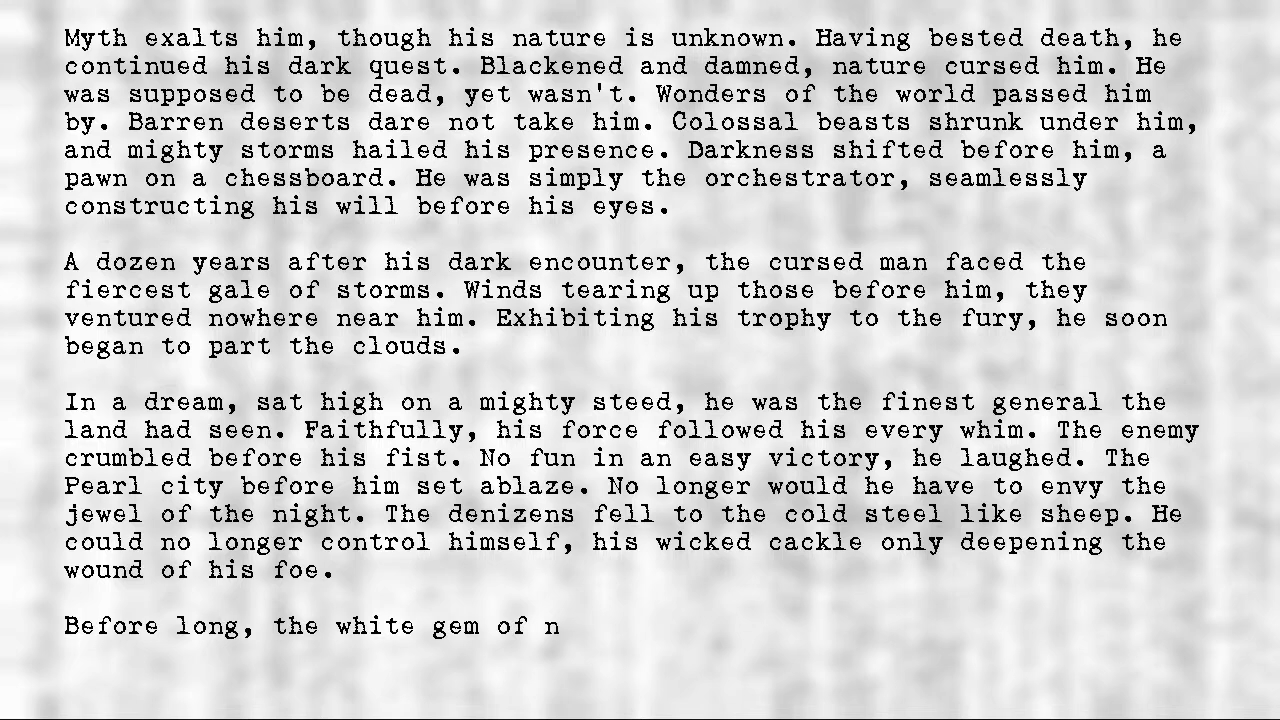 Myth exalts him, though his nature is unknown. Having bested death, he
continued his dark quest. Blackened and damned, nature cursed him. He
was supposed to be dead, yet wasn't. Wonders of the world passed him
by. Barren deserts dare not take him. Colossal beasts shrunk under him,
and mighty storms hailed his presence. Darkness shifted before him, a
pawn on a chessboard. He was simply the orchestrator, seamlessly
constructing his will before his eyes.
A dozen years after his dark encounter, the cursed man faced the
fiercest gale of storms. Winds tearing up those before him, they
ventured nowhere near him. Exhibiting his trophy to the fury, he soon
began to part the clouds.
In a dream, sat high on a mighty steed, he was the finest general the
land had seen. Faithfully, his force followed his every whim. The enemy
crumbled before his fist. No fun in an easy victory, he laughed. The
Pearl city before him set ablaze. No longer would he have to envy the
jewel of the night. The denizens fell to the cold steel like sheep. He
could no longer control himself, his wicked cackle only deepening the
wound of his foe.
Before long, the white gem of n